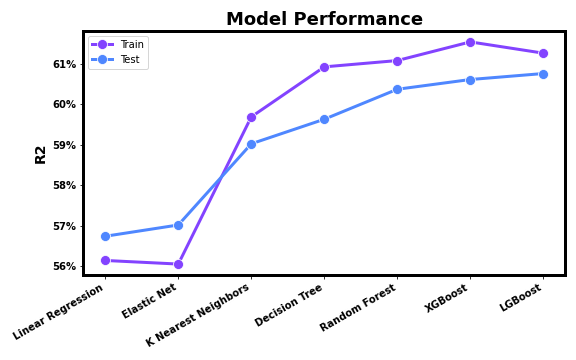 Model Performance
Train
Test
61%
60%
59%
58%
57%
56%
R2
Linear Regression
Elastic Net
K Nearest Neighbors
Decision Tree
Random Forest
XGBoost
LGBoost